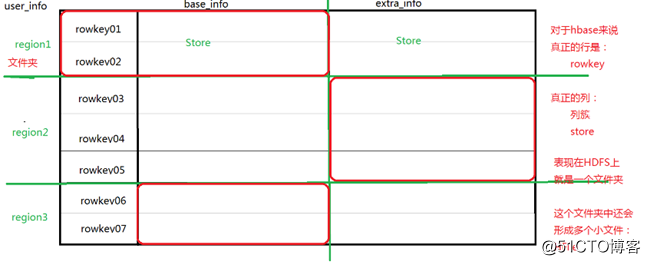 user_info base_info extra_info
region1
文件夹
rowkey01
rowkey02
Store
Store
对于hbase来说
真正的行是:
rowkey
region2
rowkey03
rowkey04
rowkey05
真正的列:
列族
store
表现在HDFS上
就是一个文件夹
region3
rowkey06
rowkey07
这个文件夹中还会
形成多个小文件:
@51CTO博客